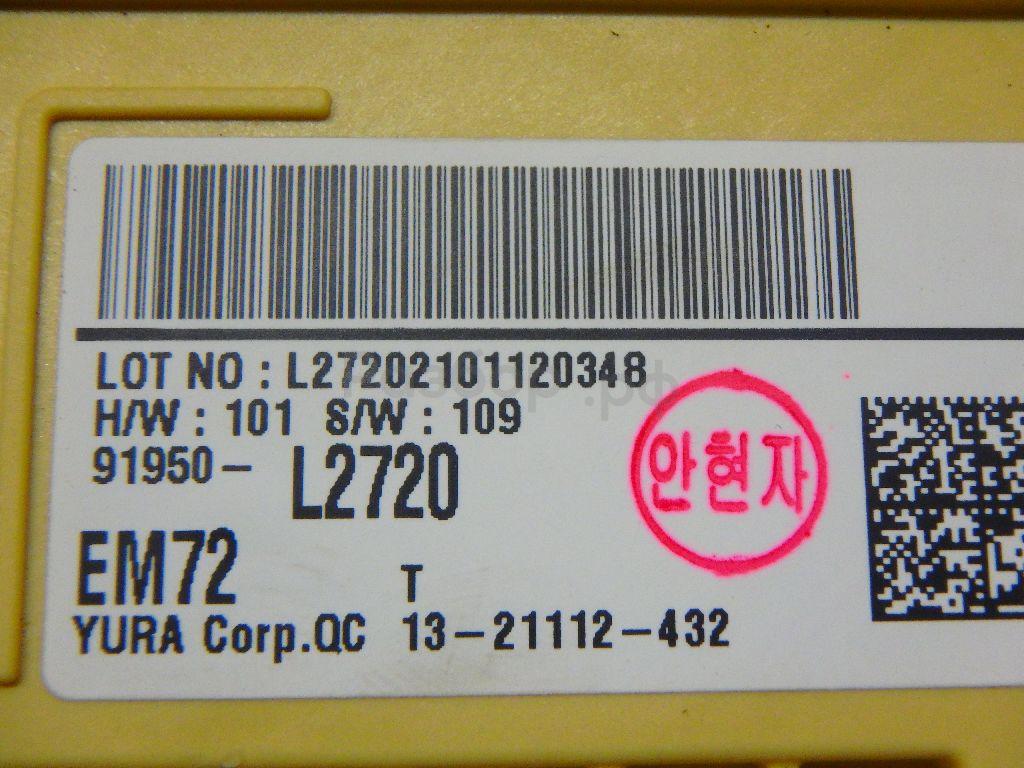 LOT NO : L27202101120348
H/W : 101 S/W : 109
91950- L2720
안현자
EM72 T
YURA Corp.QC 13-21112-432